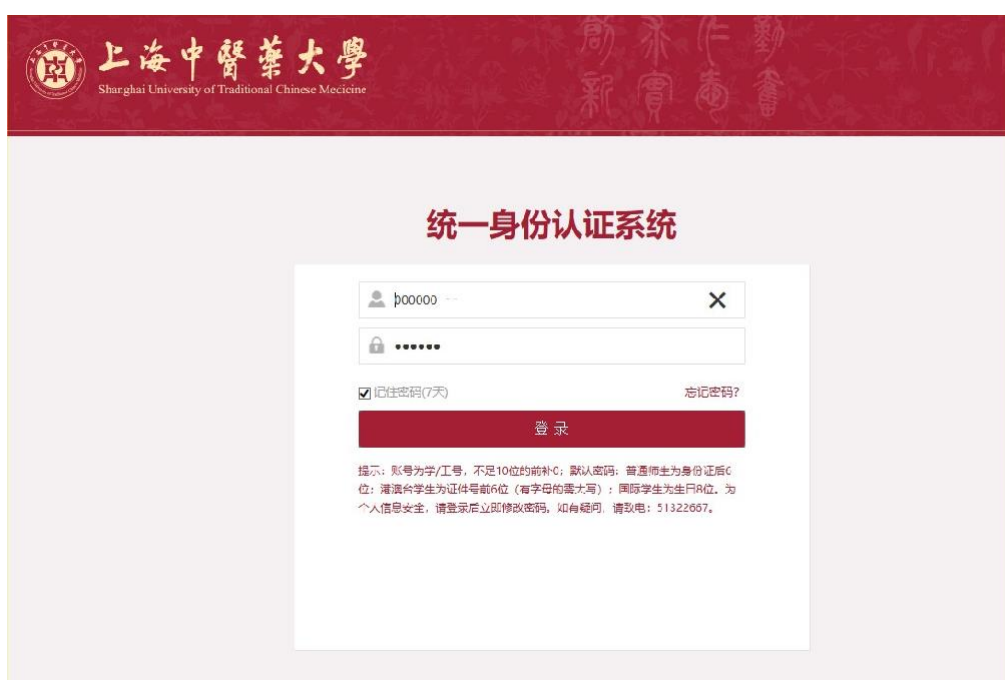 上海中醫藥大學
Shanghai University of Traditional Chinese Mecicine
统一身份认证系统
000000
••••••
记住密码(7天)
忘记密码?
登 录
提示：账号为学/工号，不足10位的前补0；默认密码：普通师生为身份证后6
位；港澳台学生为证件号前6位（有字母的需大写）；国际学生为生日8位。为
个人信息安全，请登录后立即修改密码。如有疑问，请致电：51322667。